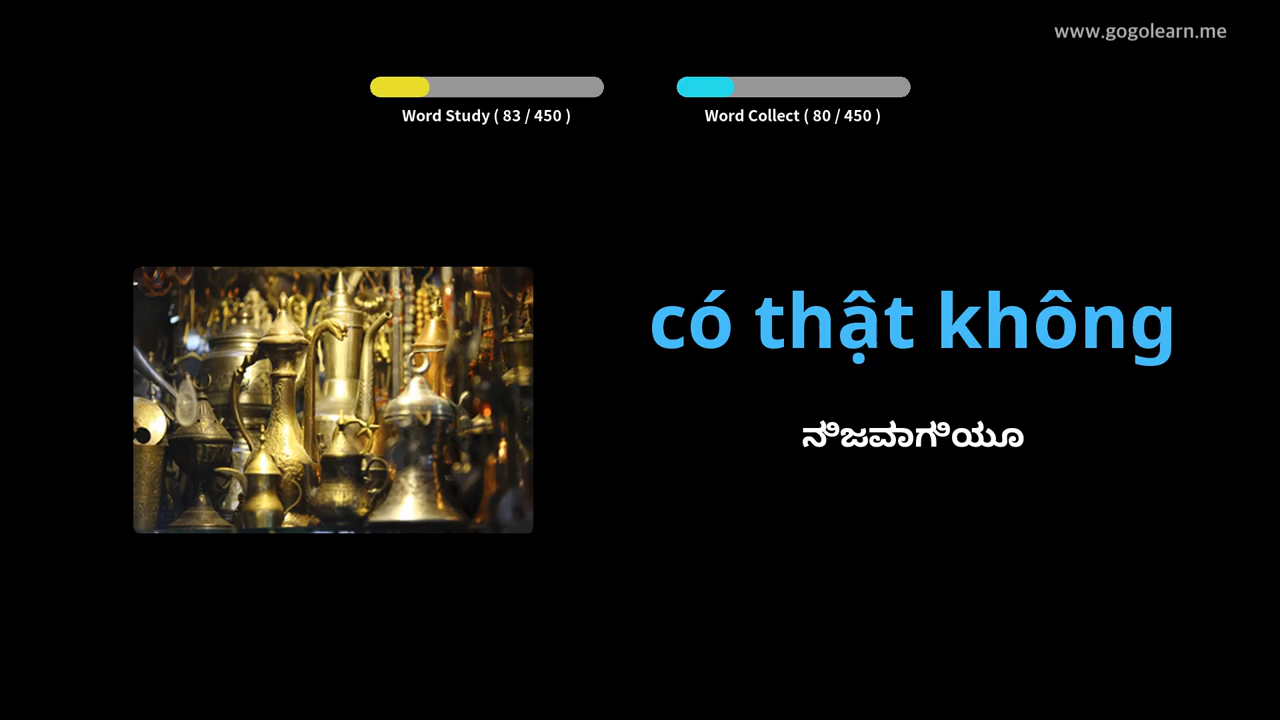 www.gogolearn.me
Word Study ( 83 / 450 )
Word Collect ( 80 / 450 )
có thật không
ನಿಜವಾಗಿಯೂ